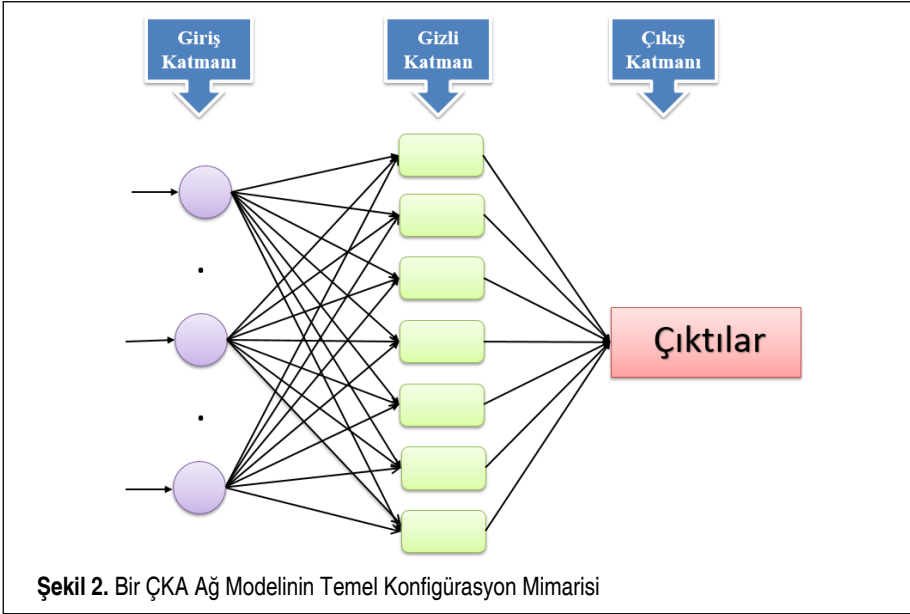 Giriş
Katmanı
Gizli
Katman
Çıkış
Katmanı
Çıktılar
Şekil 2. Bir ÇKA Ağ Modelinin Temel Konfigürasyon Mimarisi